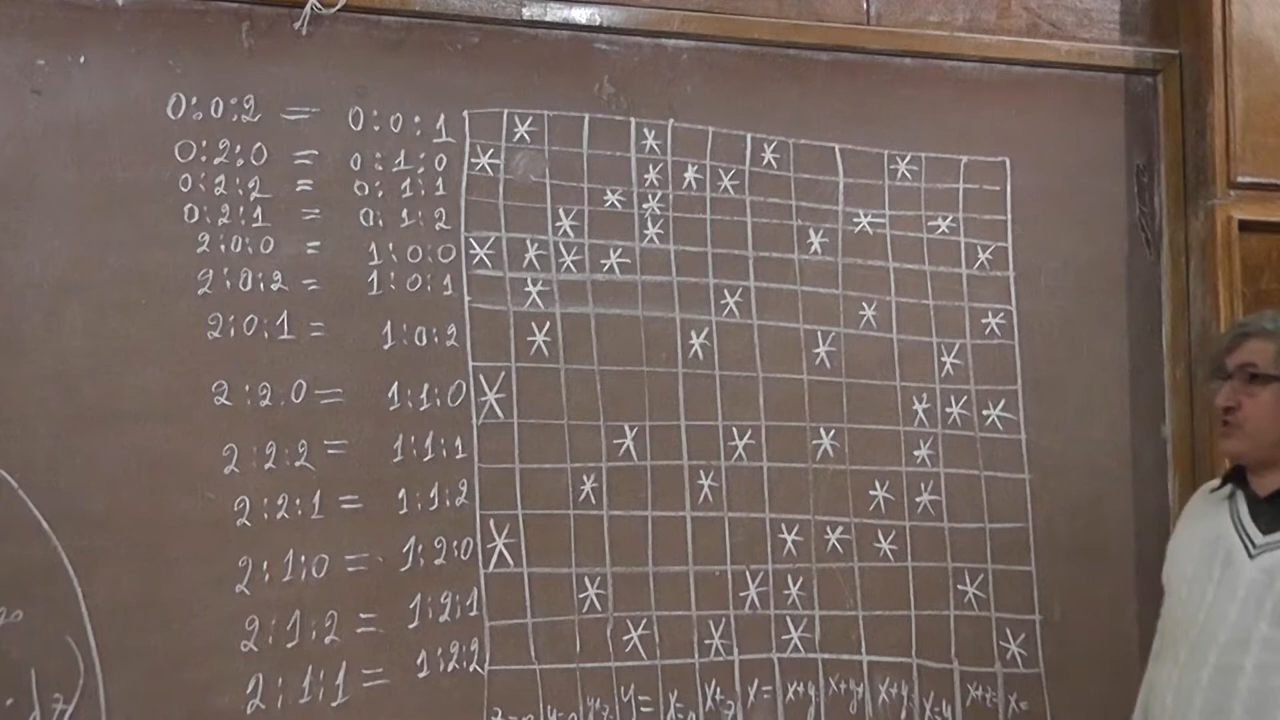 0:0:2 = 0:0:1
0:2:0 = 0:1:0
0:2:2 = 0:1:1
0:2:1 = 0:1:2
2:0:0 = 1:0:0
2:0:2 = 1:0:1
2:0:1 = 1:0:2
2:2:0 = 1:1:0
2:2:2 = 1:1:1
2:2:1 = 1:1:2
2:1:0 = 1:2:0
2:1:2 = 1:2:1
2:1:1 = 1:2:2
y= x= x+y x+y+ x+y x=y x+z= x=